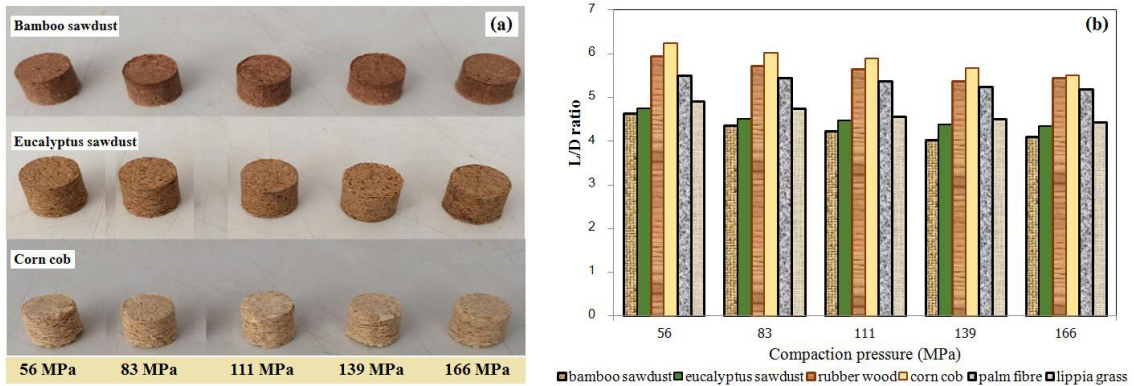 Bamboo sawdust
(a)
Eucalyptus sawdust
Corn cob
56 MPa 83 MPa 111 MPa 139 MPa 166 MPa
(b)
7
6
5
4
3
2
1
0
L/D ratio
56 83 111 139 166
Compaction pressure (MPa)
bamboo sawdust eucalyptus sawdust rubber wood corn cob palm fibre lippia grass